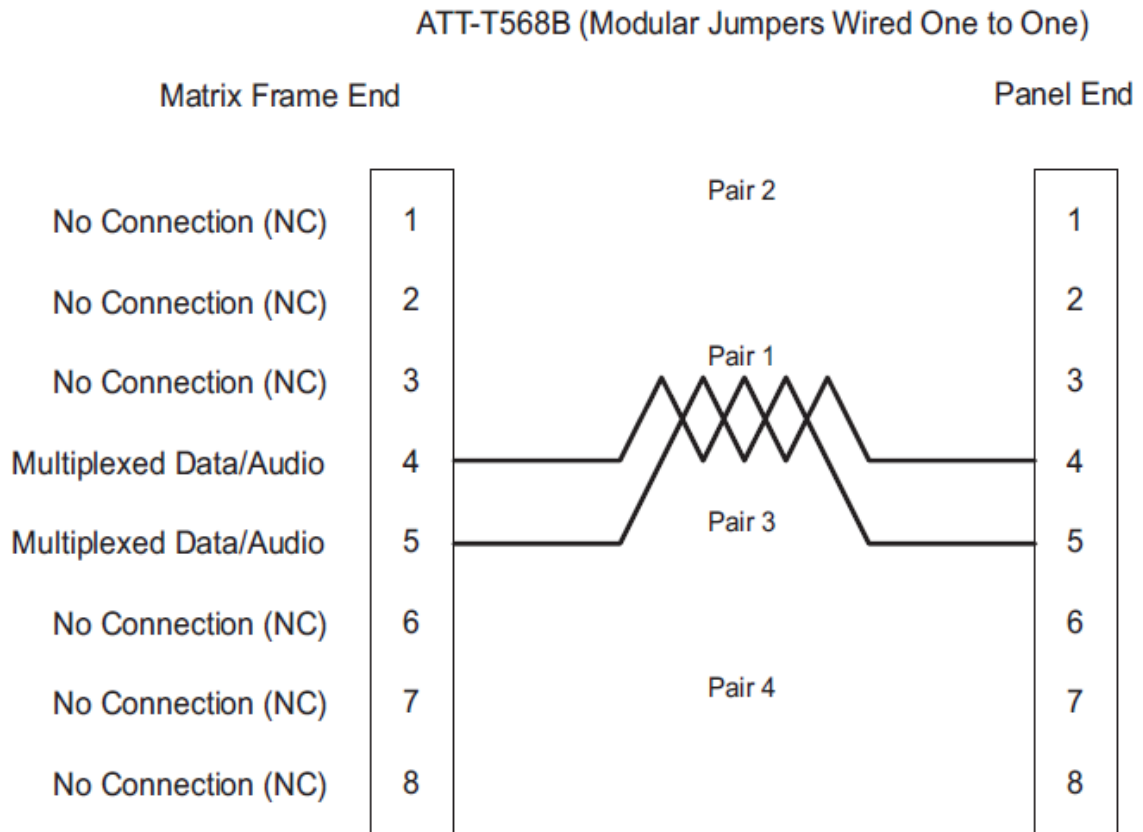 ATT-T568B (Modular Jumpers Wired One to One)
Matrix Frame End
Panel End
Pair 2
No Connection (NC) 1 1
No Connection (NC) 2 2
Pair 1
No Connection (NC) 3 3
Multiplexed Data/Audio 4 4
Pair 3
Multiplexed Data/Audio 5 5
No Connection (NC) 6 6
Pair 4
No Connection (NC) 7 7
No Connection (NC) 8 8